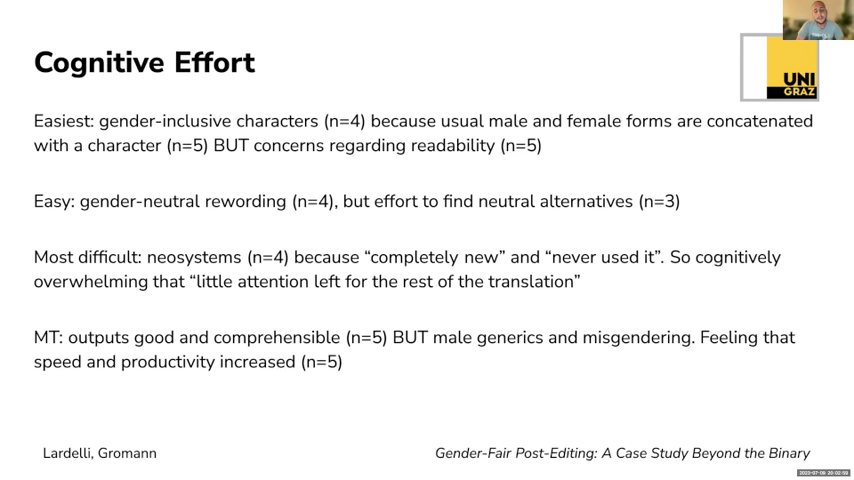 Cognitive Effort
UNI
GRAZ
Easiest: gender-inclusive characters (n=4) because usual male and female forms are concatenated
with a character (n=5) BUT concerns regarding readability (n=5)
Easy: gender-neutral rewording (n=4), but effort to find neutral alternatives (n=3)
Most difficult: neosystems (n=4) because “completely new” and “never used it”. So cognitively
overwhelming that “little attention left for the rest of the translation”
MT: outputs good and comprehensible (n=5) BUT male generics and misgendering. Feeling that
speed and productivity increased (n=5)
Lardelli, Gromann
Gender-Fair Post-Editing: A Case Study Beyond the Binary